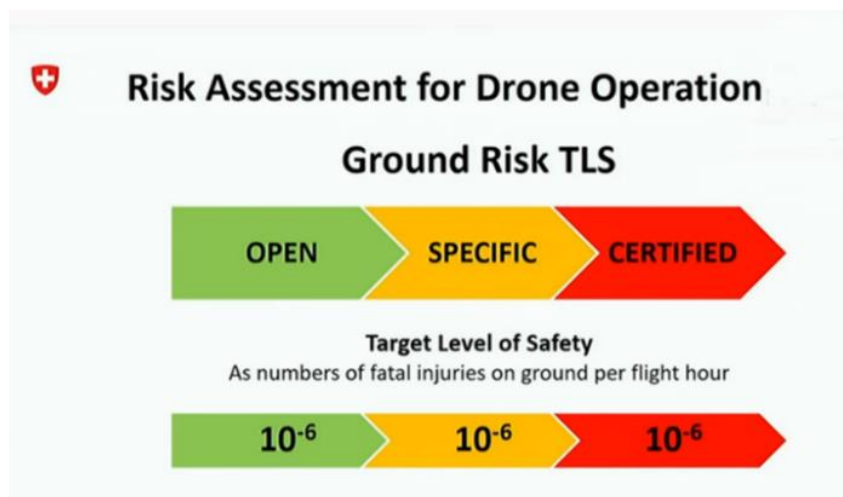 Risk Assessment for Drone Operation
Ground Risk TLS
OPEN SPECIFIC CERTIFIED
Target Level of Safety
As numbers of fatal injuries on ground per flight hour
10⁻⁶ 10⁻⁶ 10⁻⁶